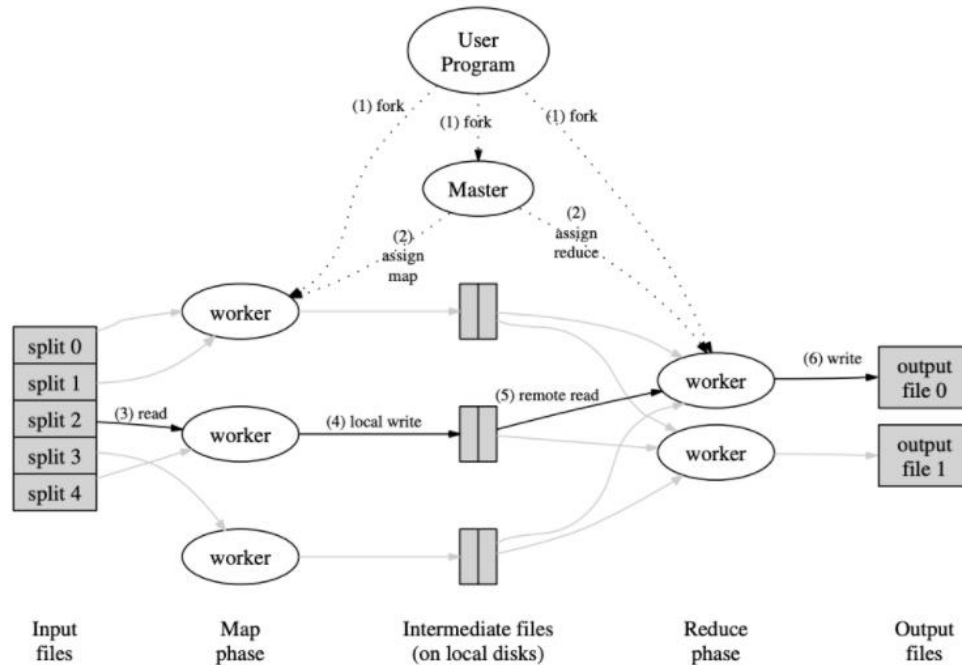 User
Program
(1) fork
(1) fork
(1) fork
Master
(2)
assign
map
(2)
assign
reduce
worker
split 0
split 1
split 2
split 3
split 4
(3) read
worker
(4) local write
(5) remote read
worker
(6) write
output
file 0
worker
output
file 1
worker
Input
files
Map
phase
Intermediate files
(on local disks)
Reduce
phase
Output
files